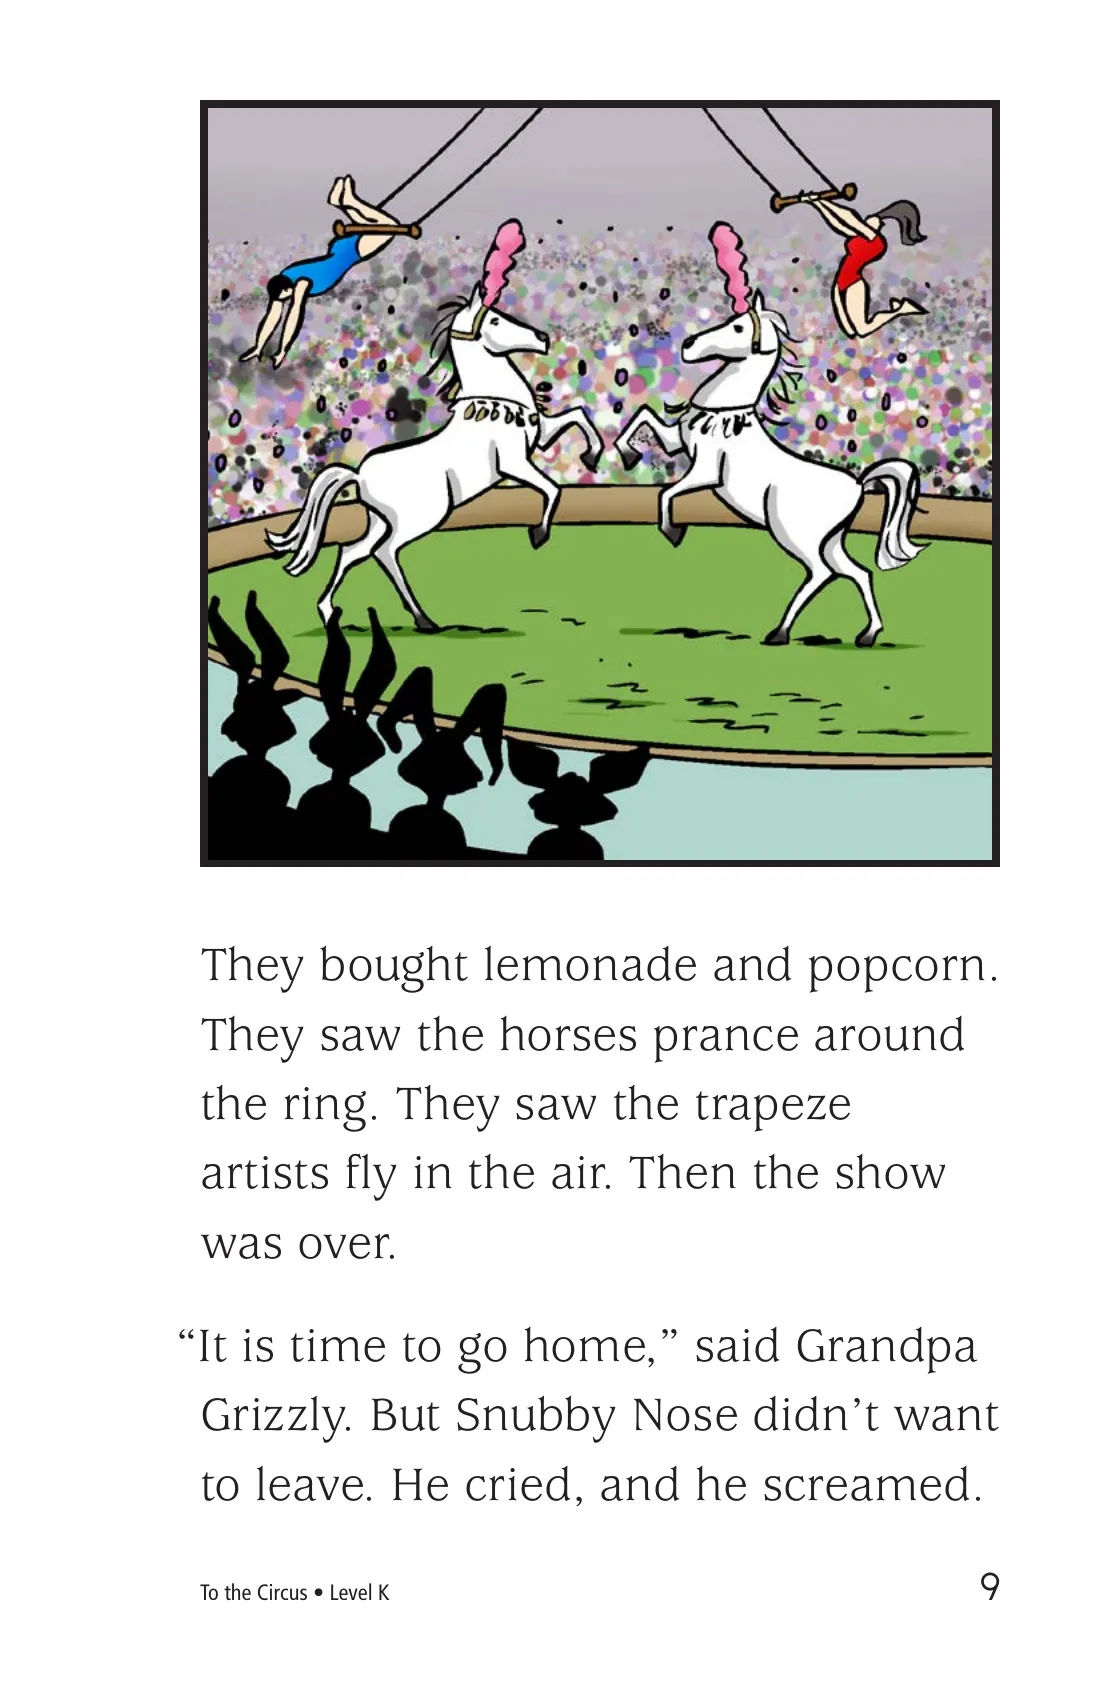 They bought lemonade and popcorn.
They saw the horses prance around
the ring. They saw the trapeze
artists fly in the air. Then the show
was over.
“It is time to go home,” said Grandpa
Grizzly. But Snubby Nose didn’t want
to leave. He cried, and he screamed.
To the Circus • Level K
9